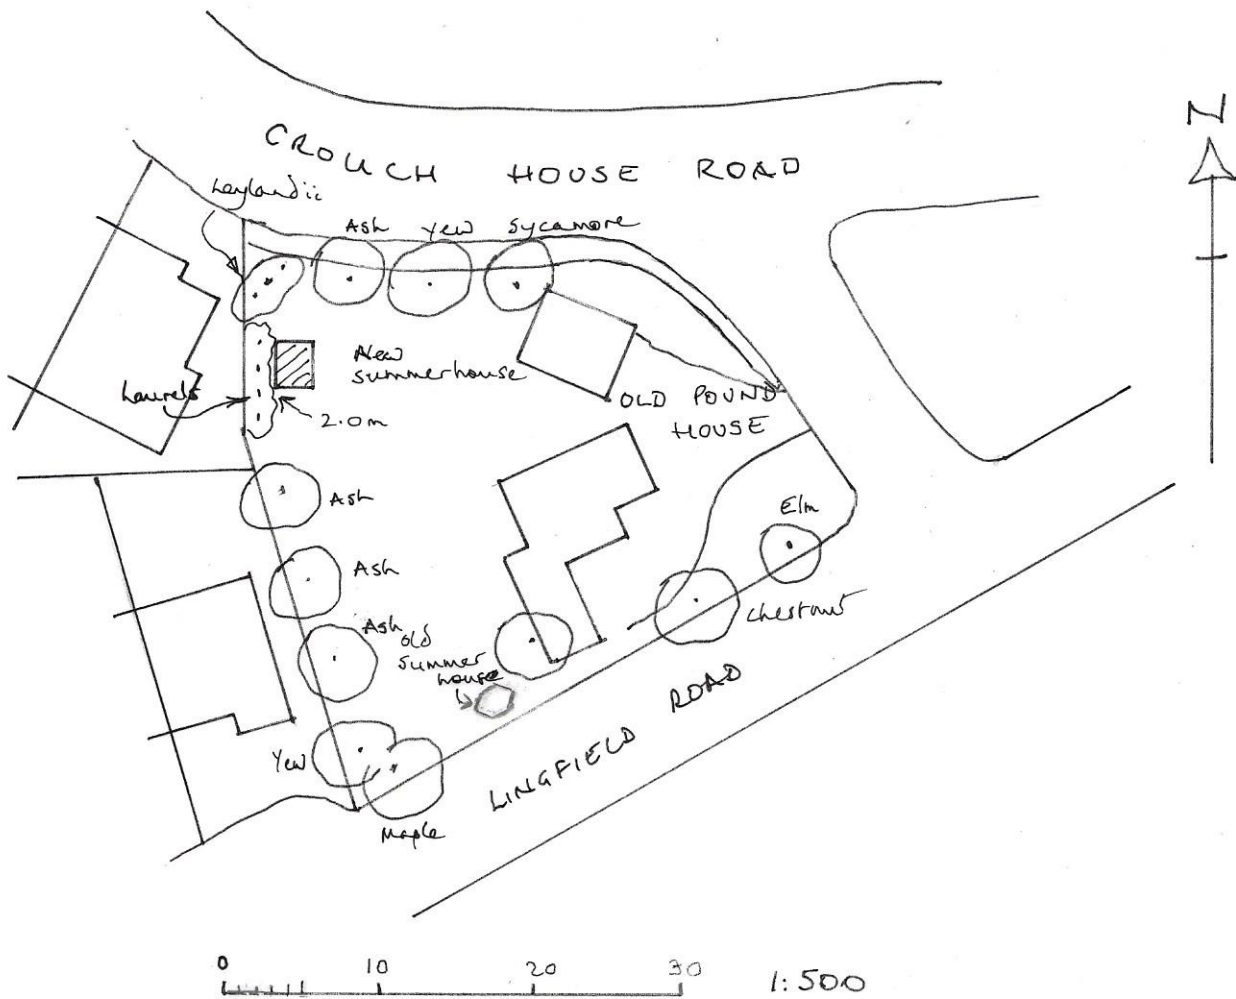 N
CROUCH HOUSE ROAD
Leylandii
Ash
Yew
Sycamore
New
summerhouse
Laurels
2.0m
OLD POUND
HOUSE
Ash
Elm
Ash
Chestnut
Ash
old
summer
house
Yew
Maple
LINGFIELD ROAD
0 10 20 30
1:500